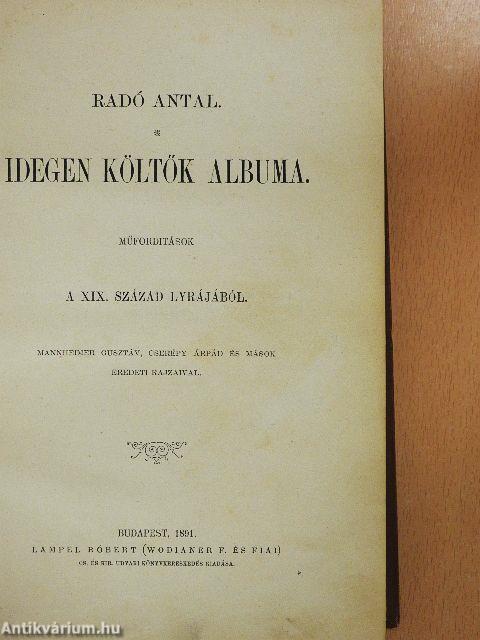 RADÓ ANTAL.
*
IDEGEN KÖLTŐK ALBUMA.
MŰFORDITÁSOK
A XIX. SZÁZAD LYRÁJÁBÓL.
MANNHEIMER GUSZTÁV, CSERÉPY ÁRPÁD ÉS MÁSOK
EREDETI RAJZAIVAL.
BUDAPEST, 1891.
LAMPEL RÓBERT (WODIANER F. ÉS FIAI)
CS. ÉS KIR. UDVARI KÖNYVKERESKEDÉS KIADÁSA.
Antikvárium.hu